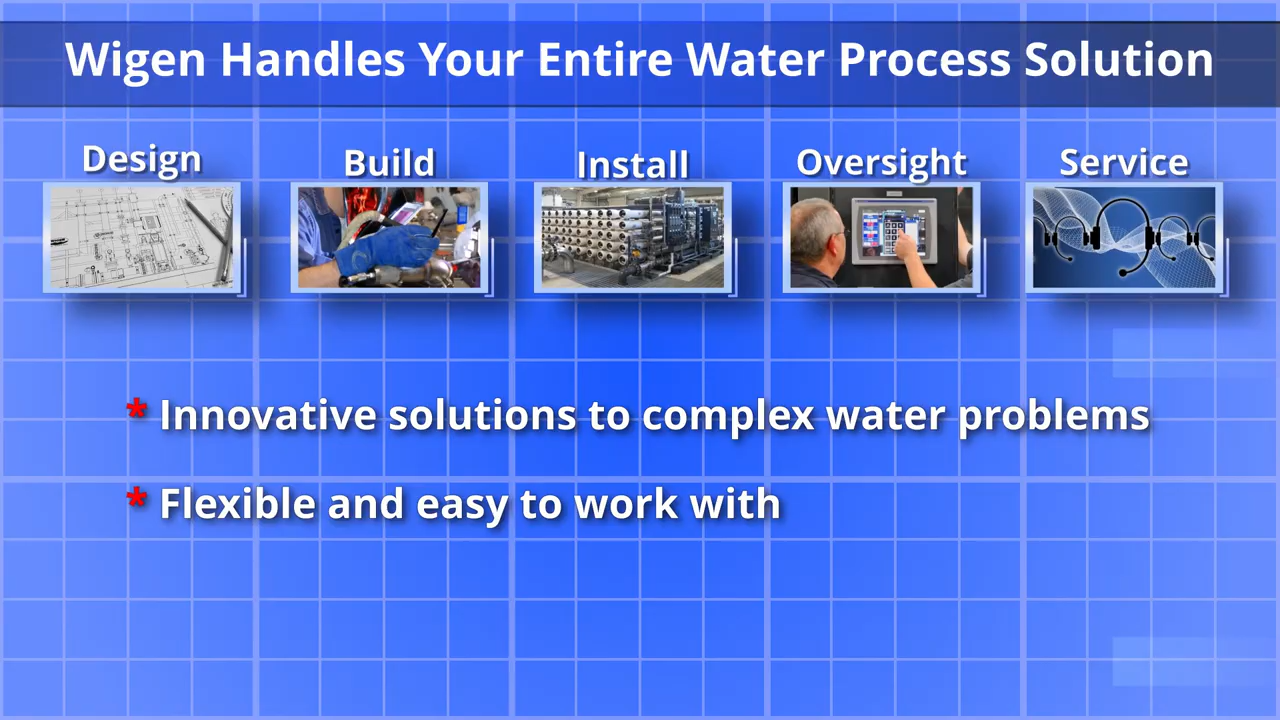 Wigen Handles Your Entire Water Process Solution
Design
Build
Install
Oversight
Service
* Innovative solutions to complex water problems
* Flexible and easy to work with